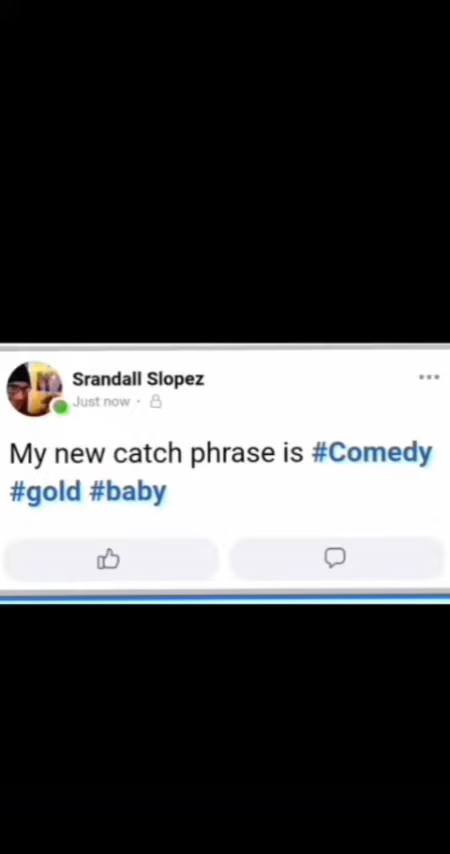 Srandall Slopez
Just now ·
My new catch phrase is #Comedy
#gold #baby